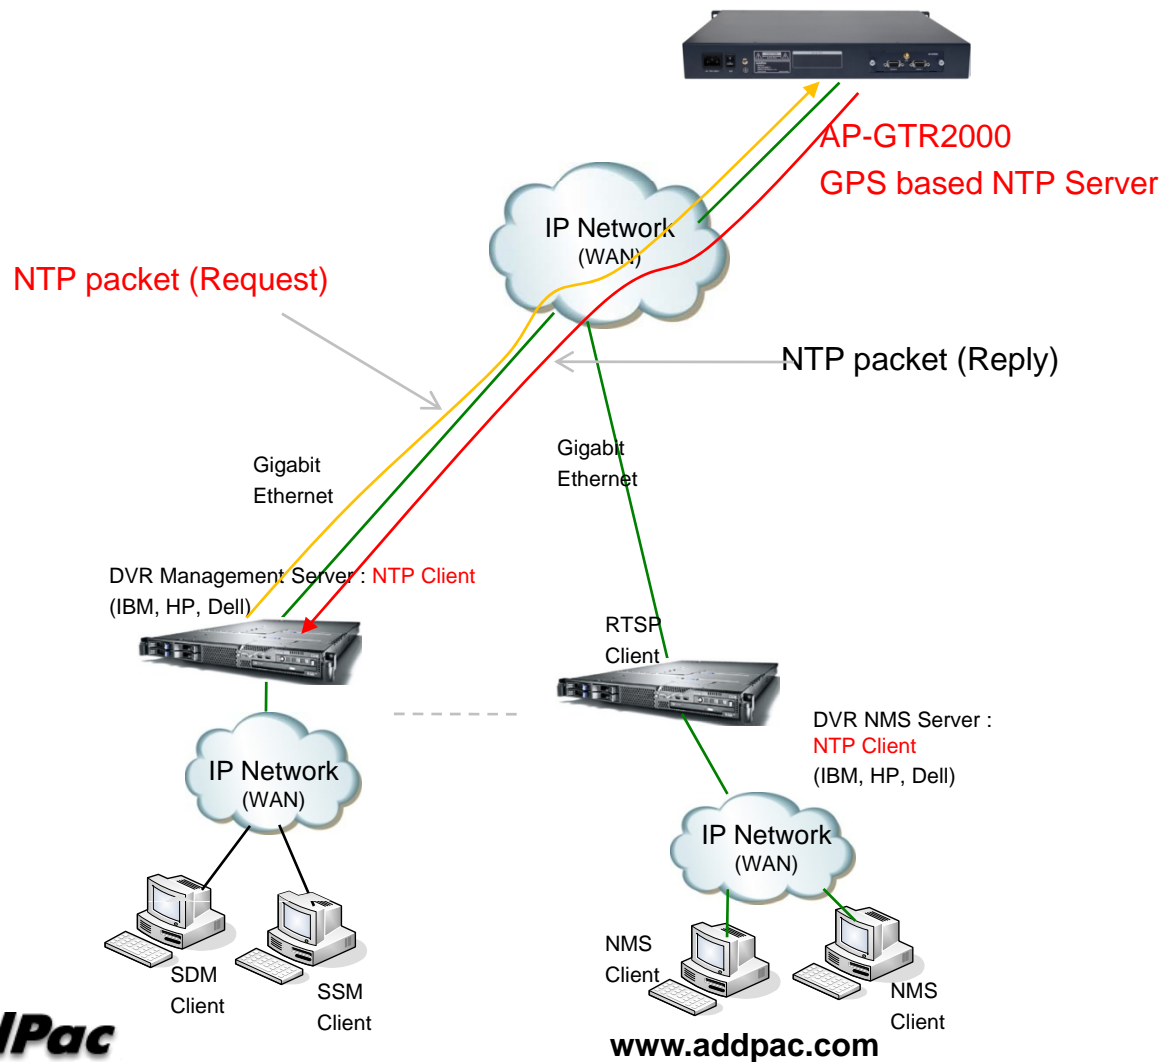 AP-GTR2000
GPS based NTP Server
IP Network
(WAN)
NTP packet (Request)
NTP packet (Reply)
Gigabit
Ethernet
Gigabit
Ethernet
DVR Management Server : NTP Client
(IBM, HP, Dell)
RTSP
Client
DVR NMS Server :
NTP Client
(IBM, HP, Dell)
IP Network
(WAN)
IP Network
(WAN)
SDM
Client
SSM
Client
NMS
Client
NMS
Client
dPac
www.addpac.com